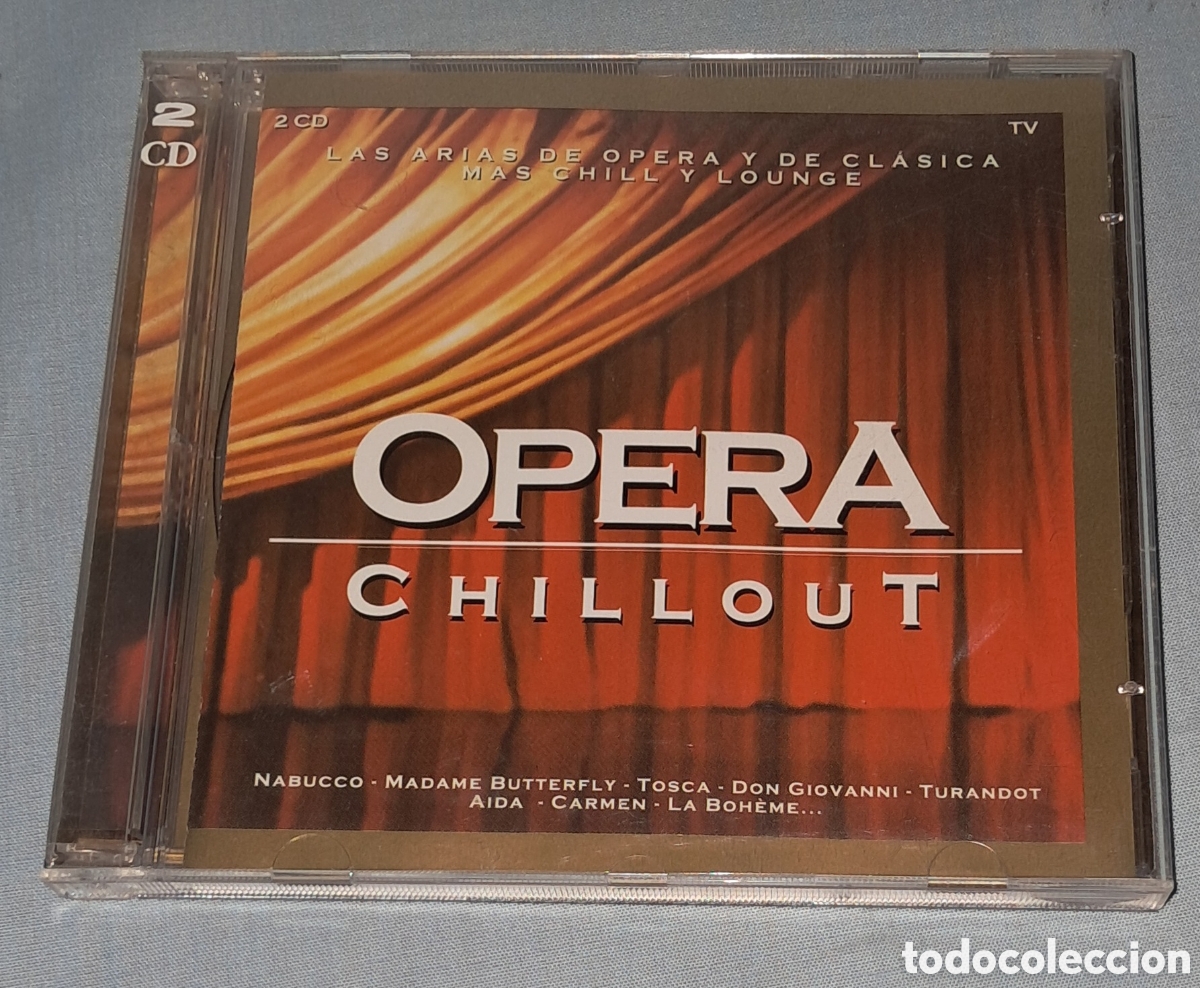 2
CD
2 CD
TV
LAS ARIAS DE OPERA Y DE CLÁSICA
MAS CHILL Y LOUNGE
OPERA
CHILLOUT
NABUCCO - MADAME BUTTERFLY - TOSCA - DON GIOVANNI - TURANDOT
AIDA - CARMEN - LA BOHÈME...
todocoleccion